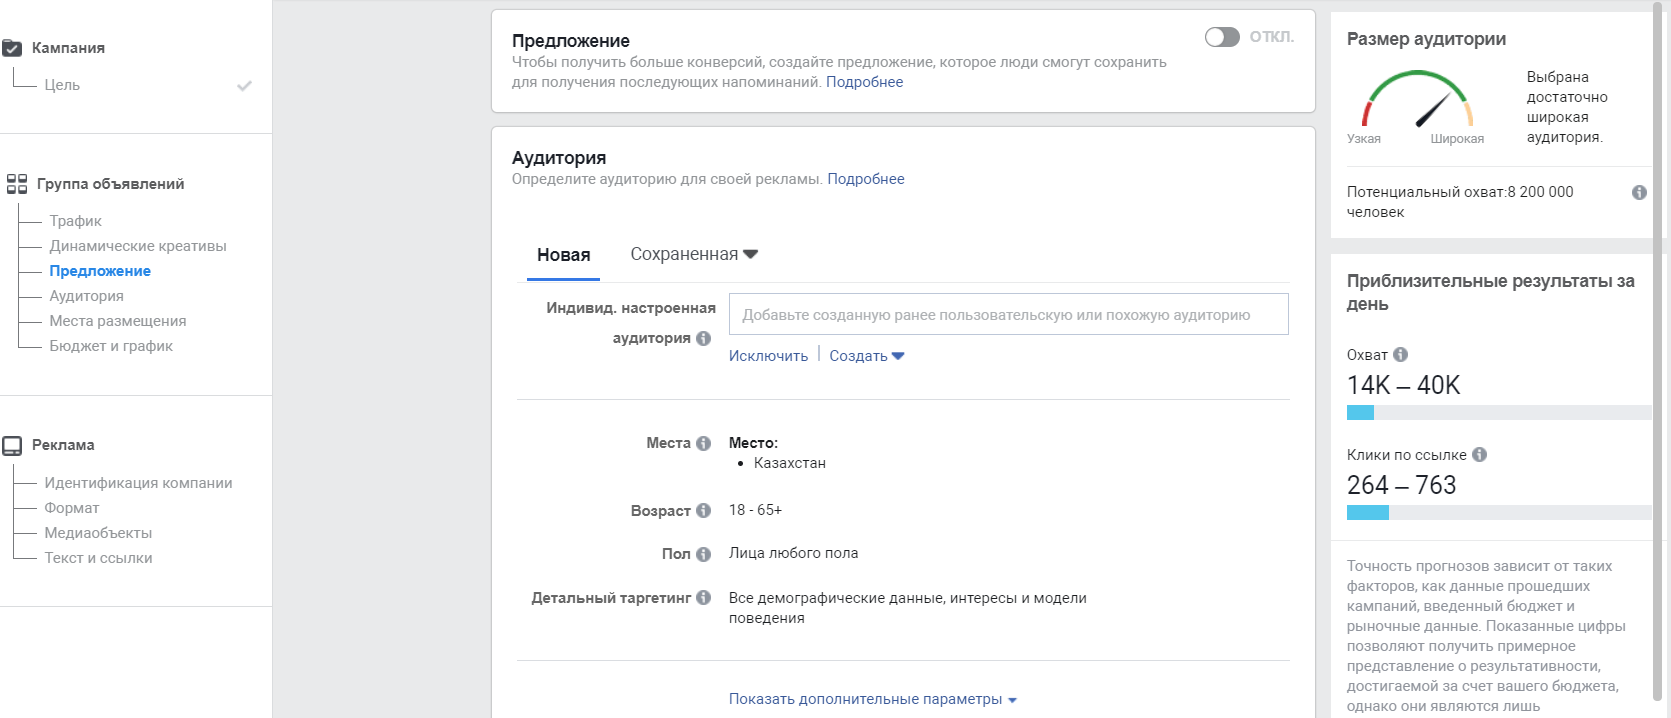 Кампания
Цель
Группа объявлений
Трафик
Динамические креативы
Предложение
Аудитория
Места размещения
Бюджет и график
Реклама
Идентификация компании
Формат
Медиаобъекты
Текст и ссылки
Предложение
ОТКЛ.
Чтобы получить больше конверсий, создайте предложение, которое люди смогут сохранить
для получения последующих напоминаний. Подробнее
Аудитория
Определите аудиторию для своей рекламы. Подробнее
Новая
Сохраненная
Индивид. настроенная
аудитория
Добавьте созданную ранее пользовательскую или похожую аудиторию
Исключить
Создать
Места
Место:
Казахстан
Возраст
18 - 65+
Пол
Лица любого пола
Детальный таргетинг
Все демографические данные, интересы и модели
поведения
Показать дополнительные параметры
Размер аудитории
Узкая
Широкая
Выбрана
достаточно
широкая
аудитория.
Потенциальный охват:8 200 000
человек
Приблизительные результаты за
день
Охват
14K – 40K
Клики по ссылке
264 – 763
Точность прогнозов зависит от таких
факторов, как данные прошедших
кампаний, введенный бюджет и
рыночные данные. Показанные цифры
позволяют получить примерное
представление о результативности,
достигаемой за счет вашего бюджета,
однако они являются лишь